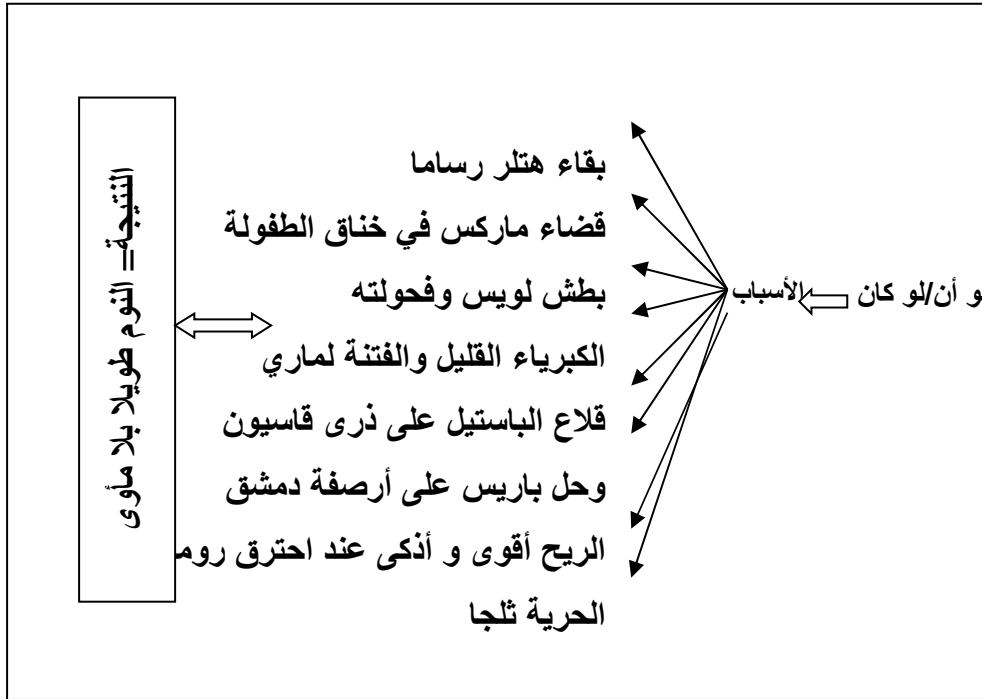 و أن/لو كان
الأسباب
بقاء هتلر رساما
قضاء ماركس في خناق الطفولة
بطش لويس وفحولته
الكبرياء القليل والفتنة لماري
قلاع الباستيل على ذرى قاسيون
وحل باريس على أرصفة دمشق
الريح أقوى و أذكى عند احترق روم
الحرية ثلجا
النتيجة= النوم طويلا بلا مأوى